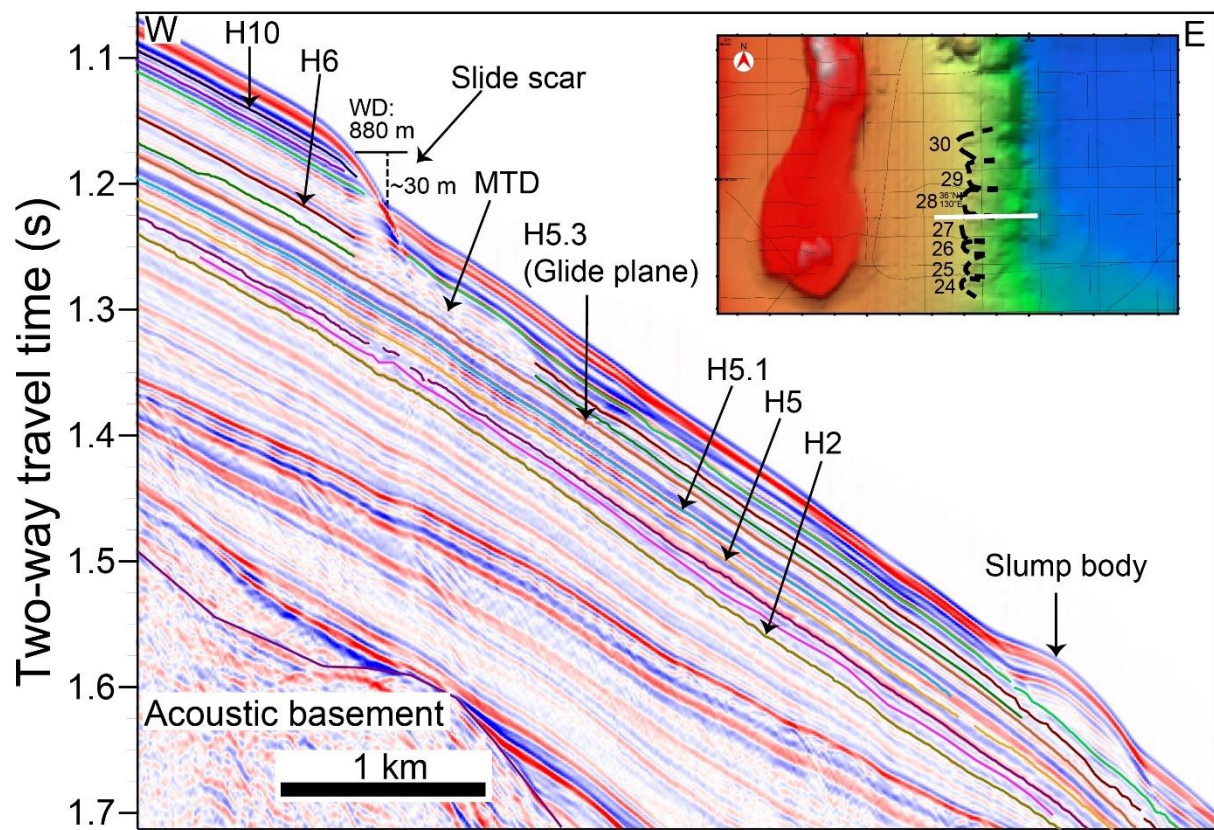 W
E
H10
H6
Slide scar
WD:
880 m
~30 m
MTD
H5.3
(Glide plane)
H5.1
H5
H2
Slump body
Acoustic basement
1 km
Two-way travel time (s)
1.1
1.2
1.3
1.4
1.5
1.6
1.7
N
30
29
28
36°N
130°E
27
26
25
24